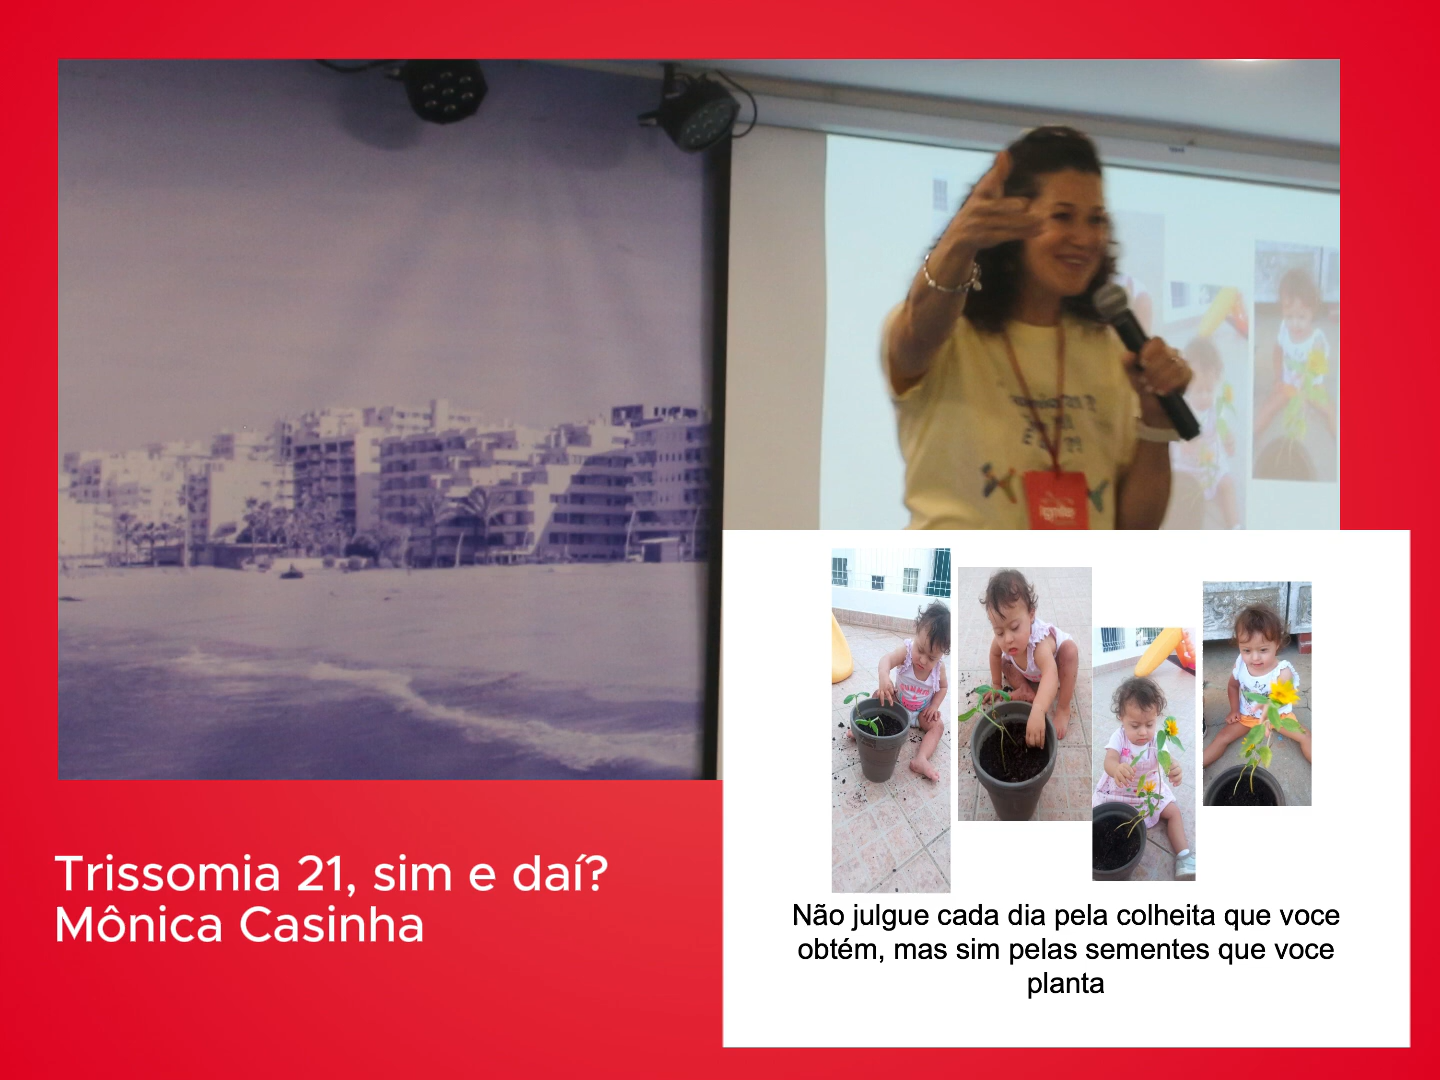 Trissomia 21, sim e daí?
Mônica Casinha
Não julgue cada dia pela colheita que voce
obtém, mas sim pelas sementes que voce
planta